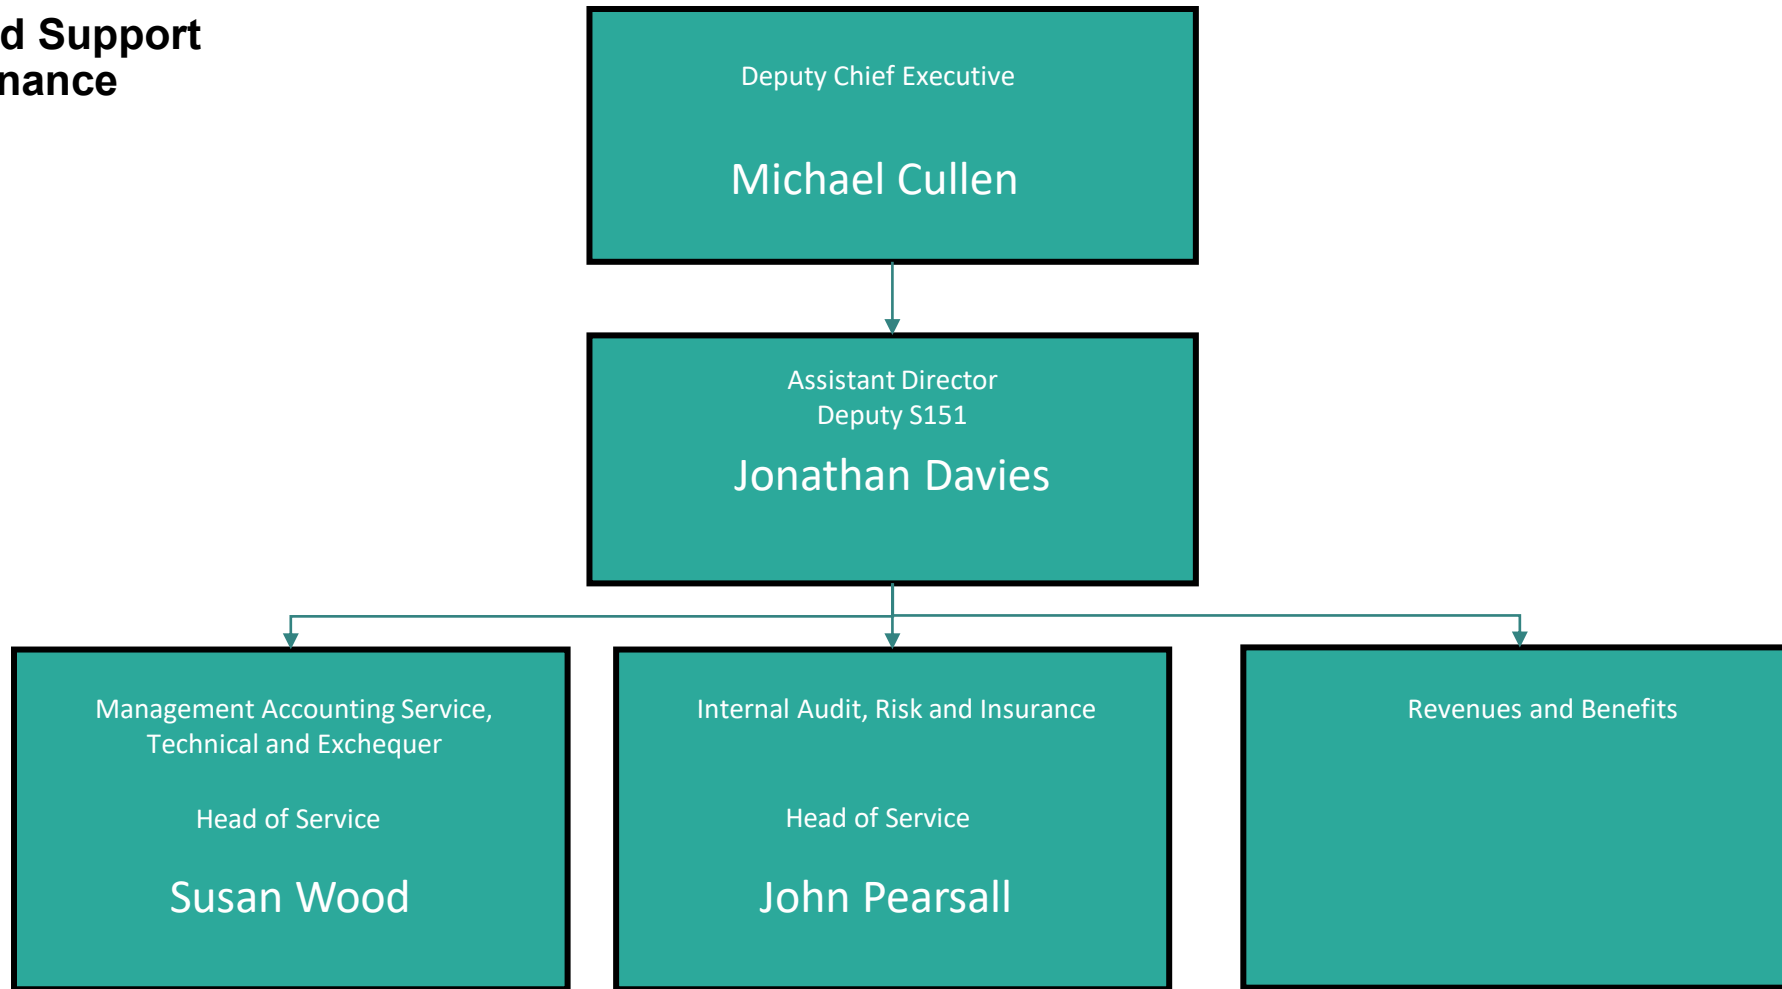 d Support
nance
Deputy Chief Executive
Michael Cullen
Assistant Director
Deputy S151
Jonathan Davies
Management Accounting Service,
Technical and Exchequer
Head of Service
Susan Wood
Internal Audit, Risk and Insurance
Head of Service
John Pearsall
Revenues and Benefits